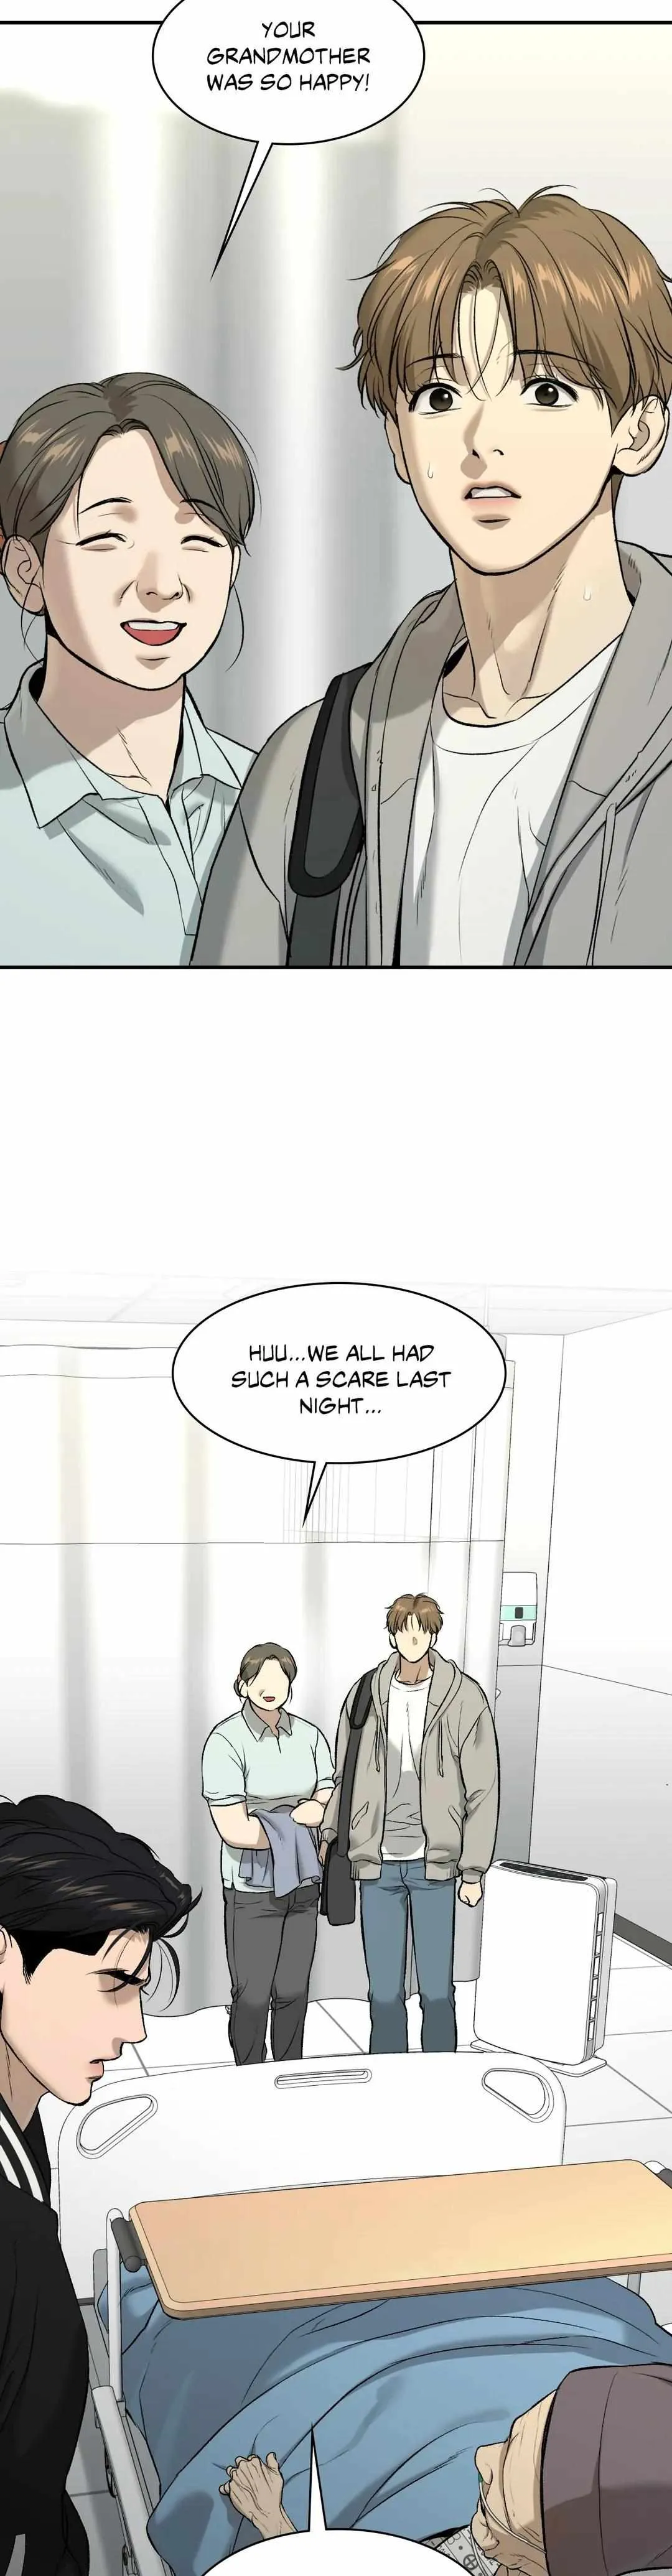 YOUR
GRANDMOTHER
WAS SO HAPPY!
HUU...WE ALL HAD
SUCH A SCARE LAST
NIGHT...